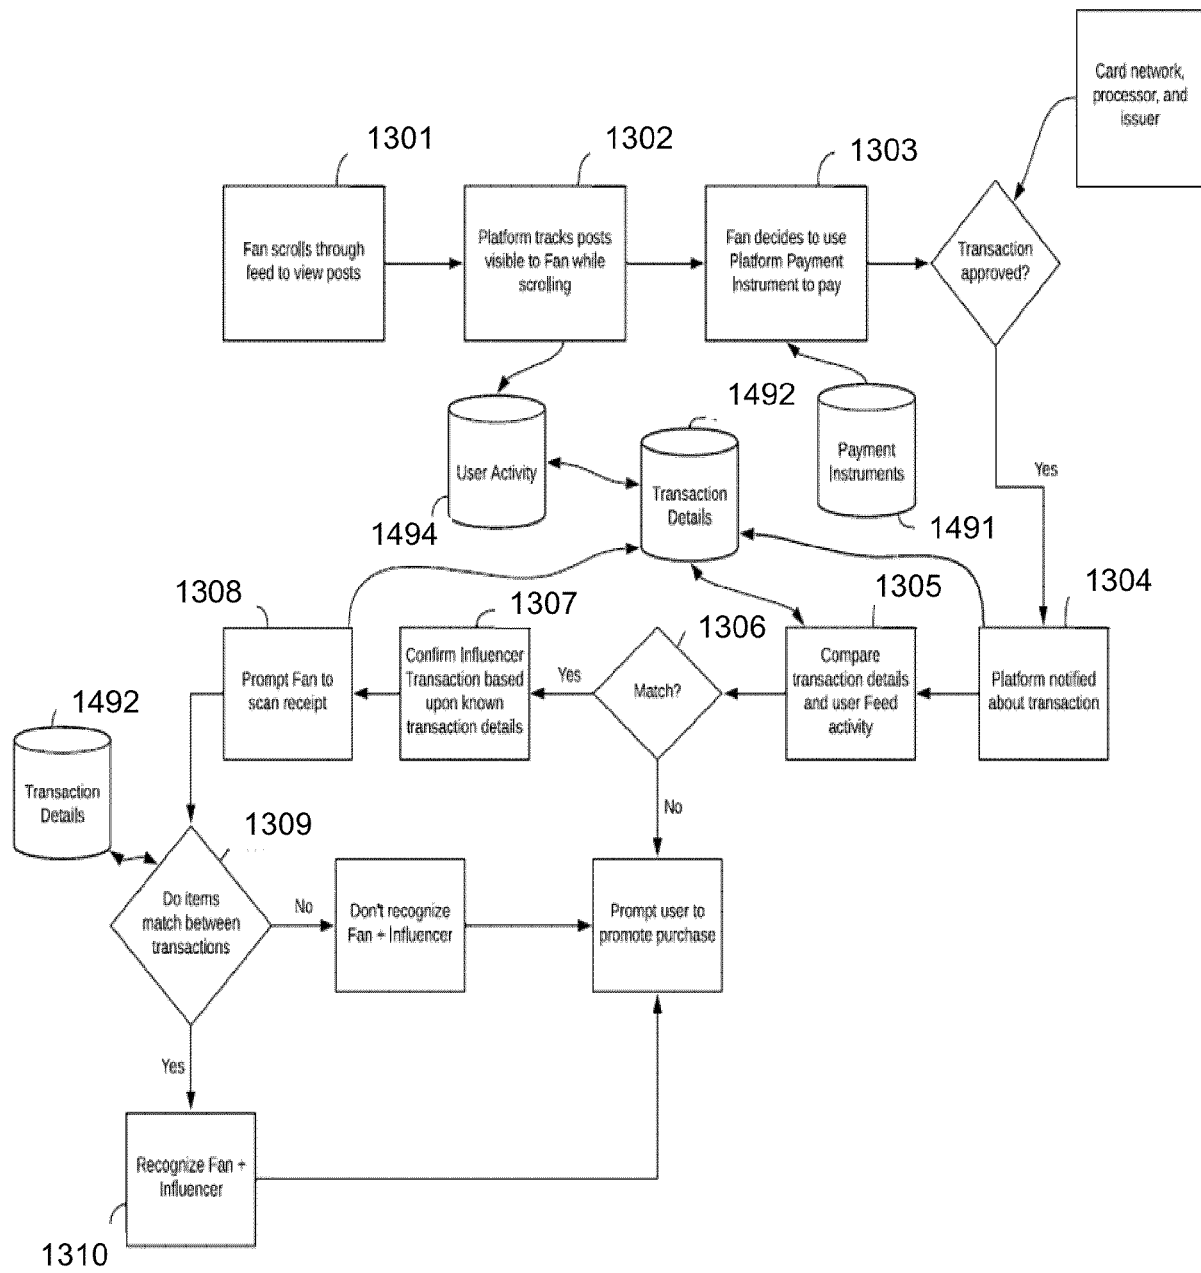 Card network,
processor, and
issuer
1301
1302
1303
Fan scrolls through
feed to view posts
Platform tracks posts
visible to Fan while
scrolling
Fan decides to use
Platform Payment
Instrument to pay
Transaction
approved?
1492
User Activity
1494
Transaction
Details
Payment
Instruments
1491
Yes
1308
1307
1306
1305
1304
Prompt Fan to
scan receipt
Confirm Influencer
Transaction based
upon known
transaction details
Yes
Match?
Compare
transaction details
and user Feed
activity
Platform notified
about transaction
1492
Transaction
Details
No
1309
Do items
match between
transactions
No
Don't recognize
Fan + Influencer
Prompt user to
promote purchase
Yes
Recognize Fan +
Influencer
1310